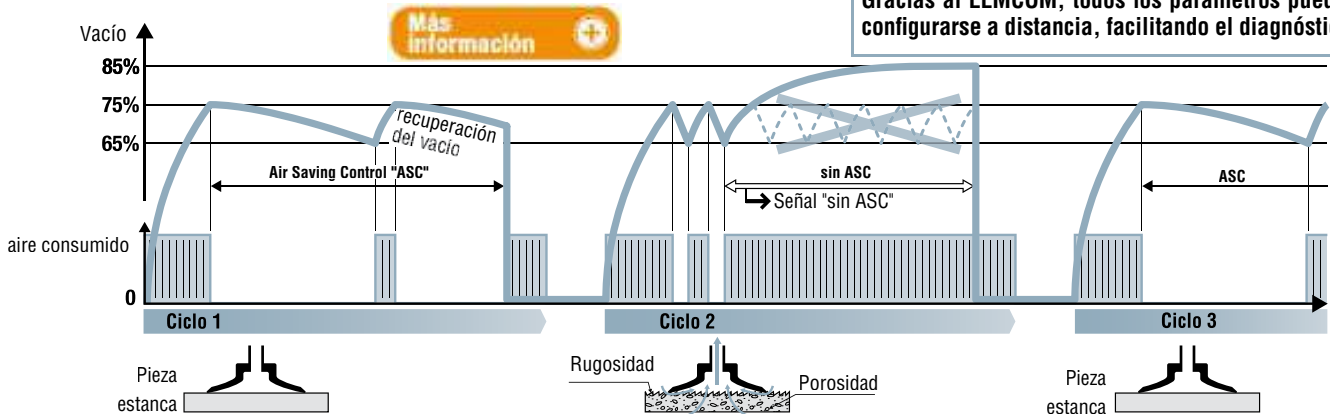 Gracias al LEMCOM, todos los parámetros pued
configurarse a distancia, facilitando el diagnósti
Más
información
Vacío
85%
75%
65%
recuperación
del vacío
Air Saving Control "ASC"
sin ASC
Señal "sin ASC"
ASC
aire consumido
0
Ciclo 1
Ciclo 2
Ciclo 3
Pieza
estanca
Rugosidad
Porosidad
Pieza
estanca